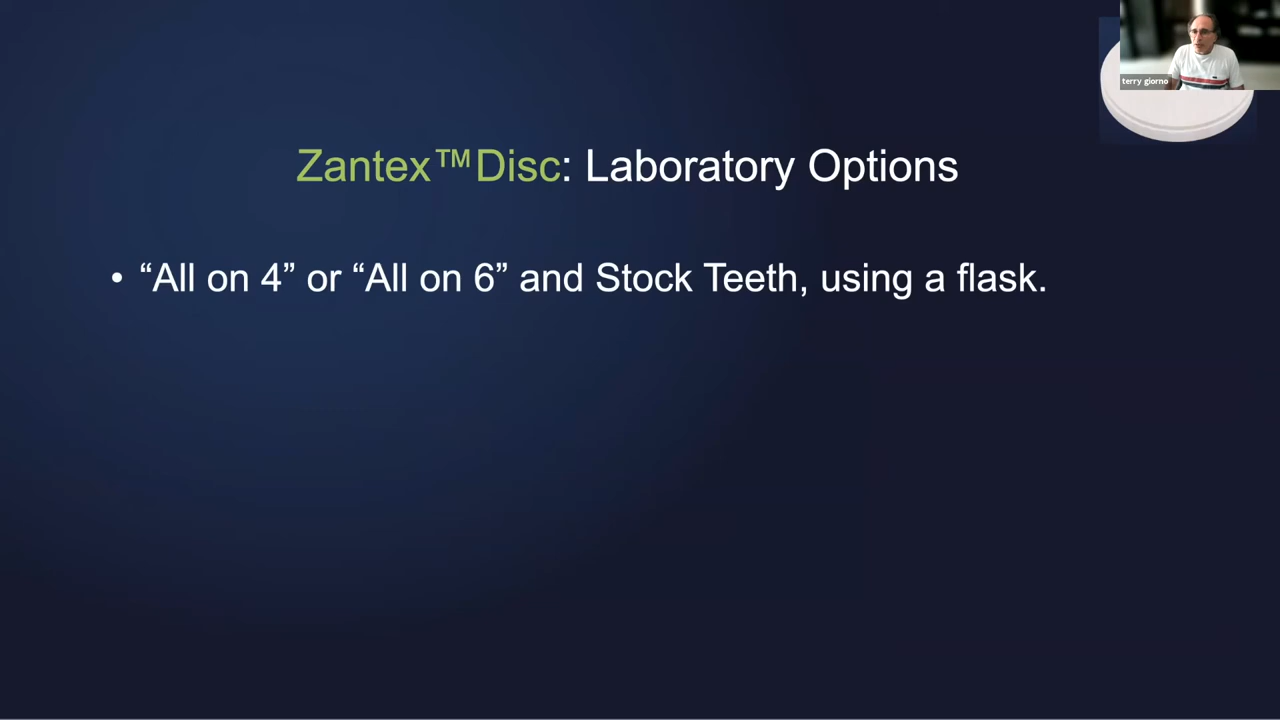 terry giorno
Zantex™Disc: Laboratory Options
• “All on 4” or “All on 6” and Stock Teeth, using a flask.